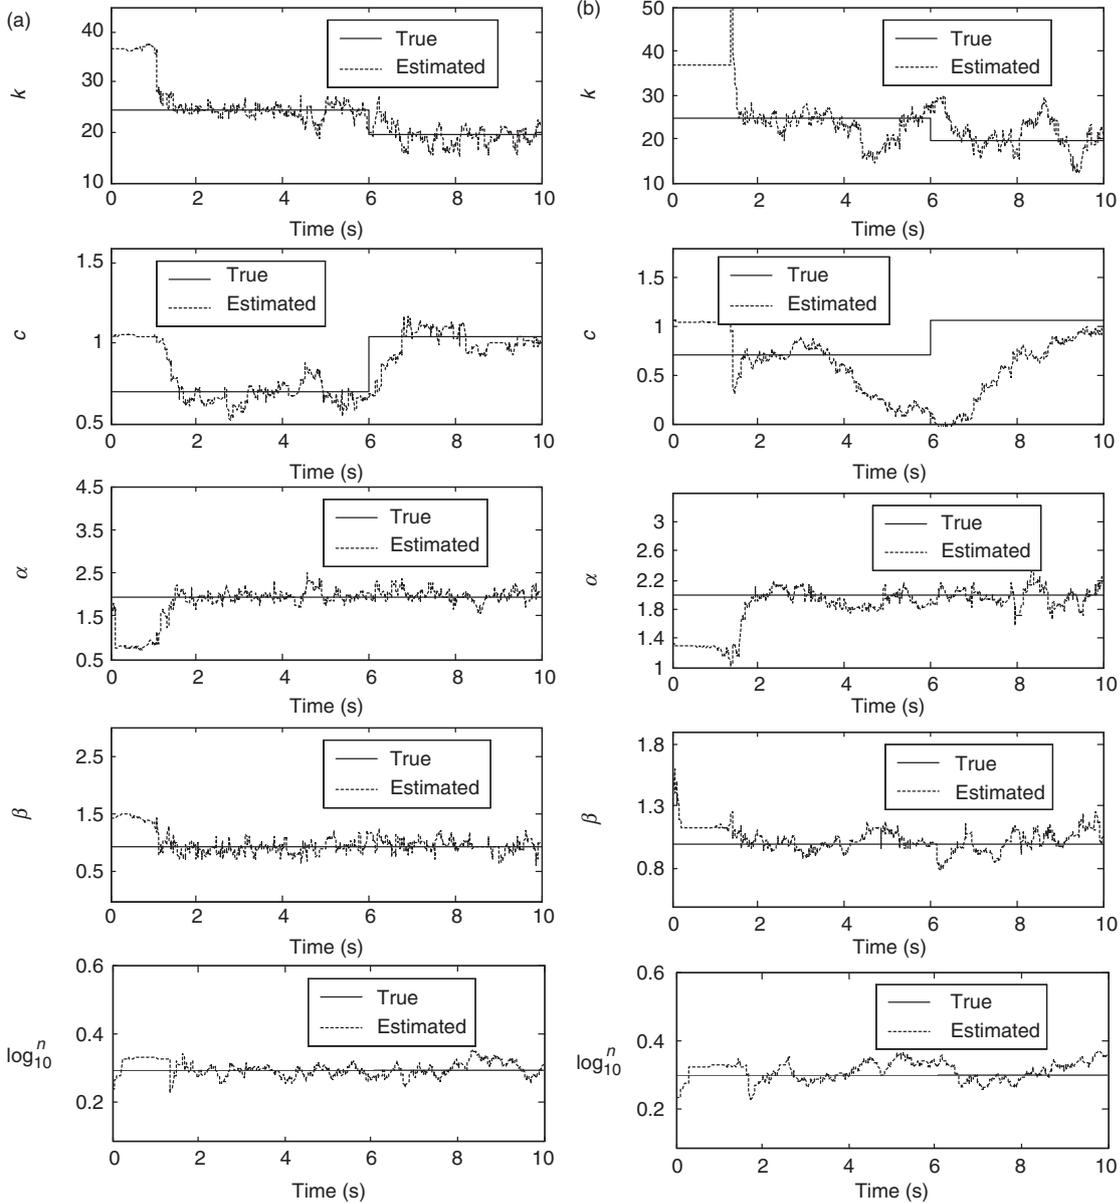 (a)
40
30
20
10
k
True
Estimated
0 2 4 6 8 10
Time (s)
1.5
1
0.5
c
True
Estimated
0 2 4 6 8 10
Time (s)
4.5
3.5
2.5
1.5
0.5
α
True
Estimated
0 2 4 6 8 10
Time (s)
2.5
1.5
0.5
β
True
Estimated
0 2 4 6 8 10
Time (s)
0.6
0.4
0.2
log₁₀ⁿ
True
Estimated
0 2 4 6 8 10
Time (s)
(b)
50
40
30
20
10
k
True
Estimated
0 2 4 6 8 10
Time (s)
1.5
1
0.5
0
c
True
Estimated
0 2 4 6 8 10
Time (s)
3
2.6
2.2
1.8
1.4
1
α
True
Estimated
0 2 4 6 8 10
Time (s)
1.8
1.3
0.8
β
True
Estimated
0 2 4 6 8 10
Time (s)
0.6
0.4
0.2
log₁₀ⁿ
True
Estimated
0 2 4 6 8 10
Time (s)